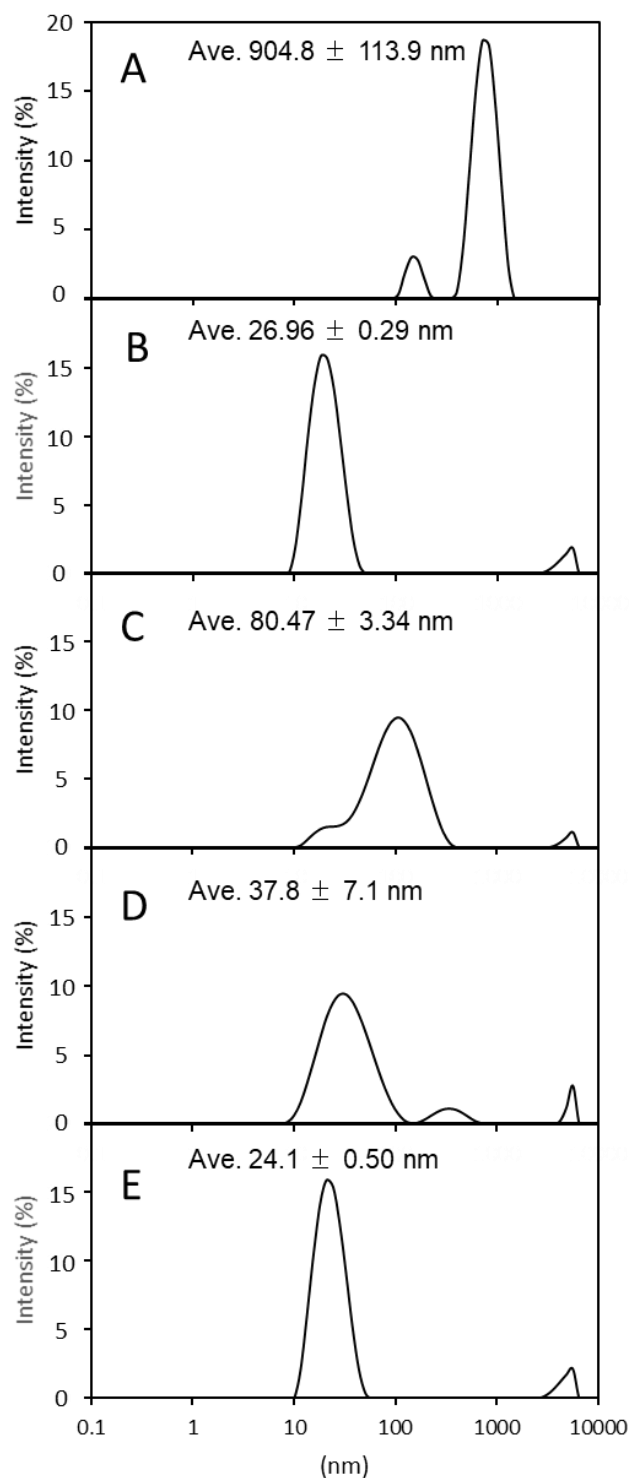 20
A
Ave. 904.8 ± 113.9 nm
15
10
5
0
Intensity (%)
B
Ave. 26.96 ± 0.29 nm
15
10
5
0
Intensity (%)
C
Ave. 80.47 ± 3.34 nm
15
10
5
0
Intensity (%)
D
Ave. 37.8 ± 7.1 nm
15
10
5
0
Intensity (%)
E
Ave. 24.1 ± 0.50 nm
15
10
5
0
Intensity (%)
0.1 1 10 100 1000 10000
(nm)